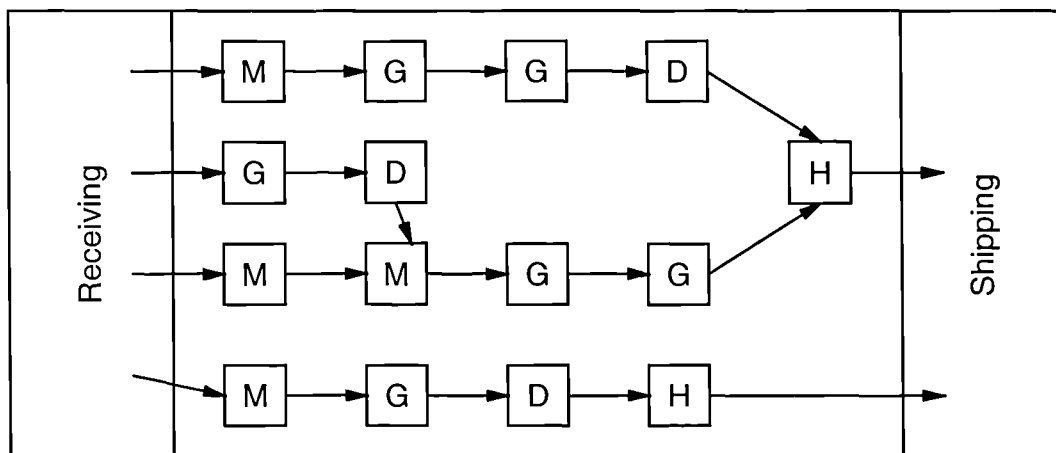 M G G D
G D
H
M M G G
M G D H
Receiving
Shipping